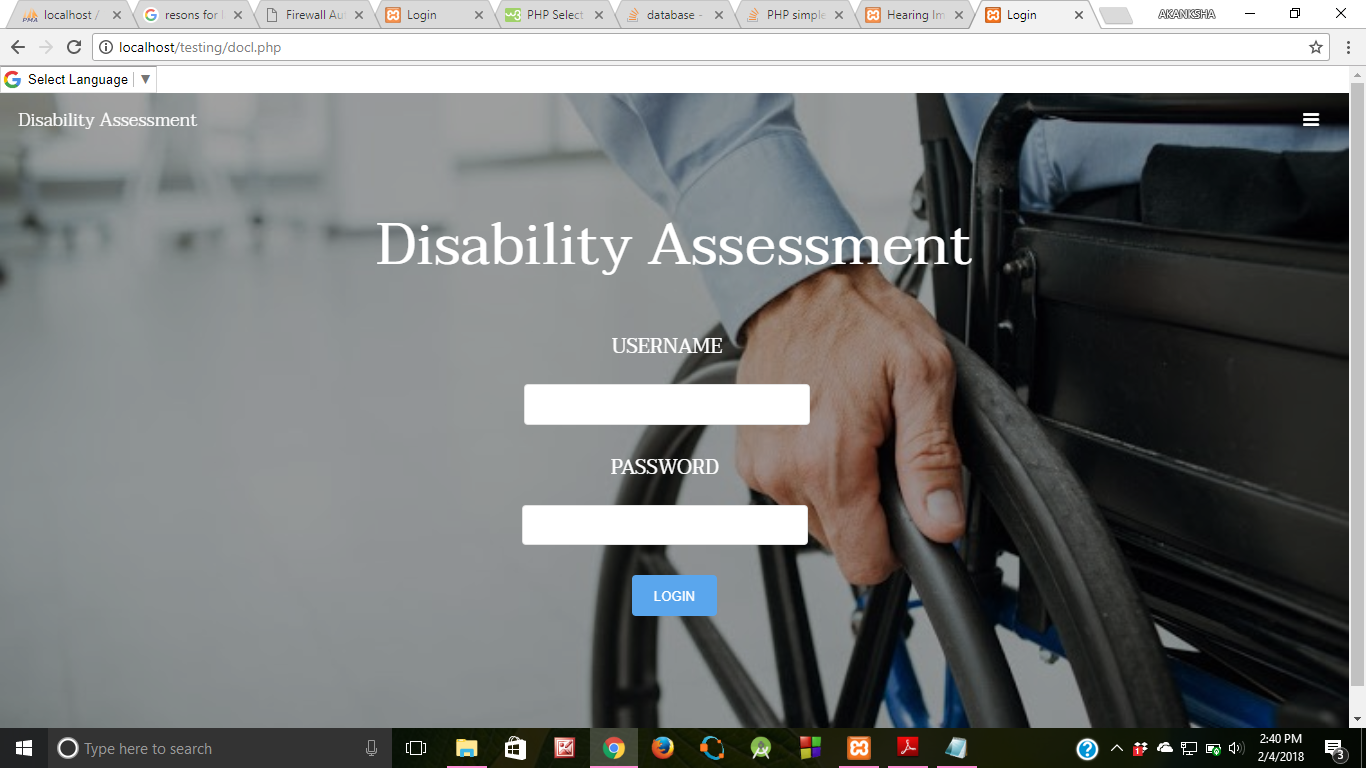 localhost /
resons for
Firewall Aut
Login
PHP Select
database -
PHP simple
Hearing Im
Login
AKANKSHA
localhost/testing/docl.php
Select Language
Disability Assessment
Disability Assessment
USERNAME
PASSWORD
LOGIN
Type here to search
2:40 PM
2/4/2018
3